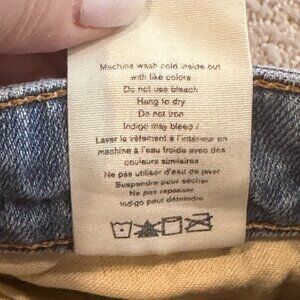 Machine wash cold inside out
with like colors
Do not use bleach
Hang to dry
Do not iron
Indigo may bleed /
Laver le vêtement à l'intérieur en
machine à l'eau froide avec des
couleurs similaires
Ne pas utiliser d'eau de javer
Suspendre pour sécher
Ne pas repasser
Indigo pour déteindre